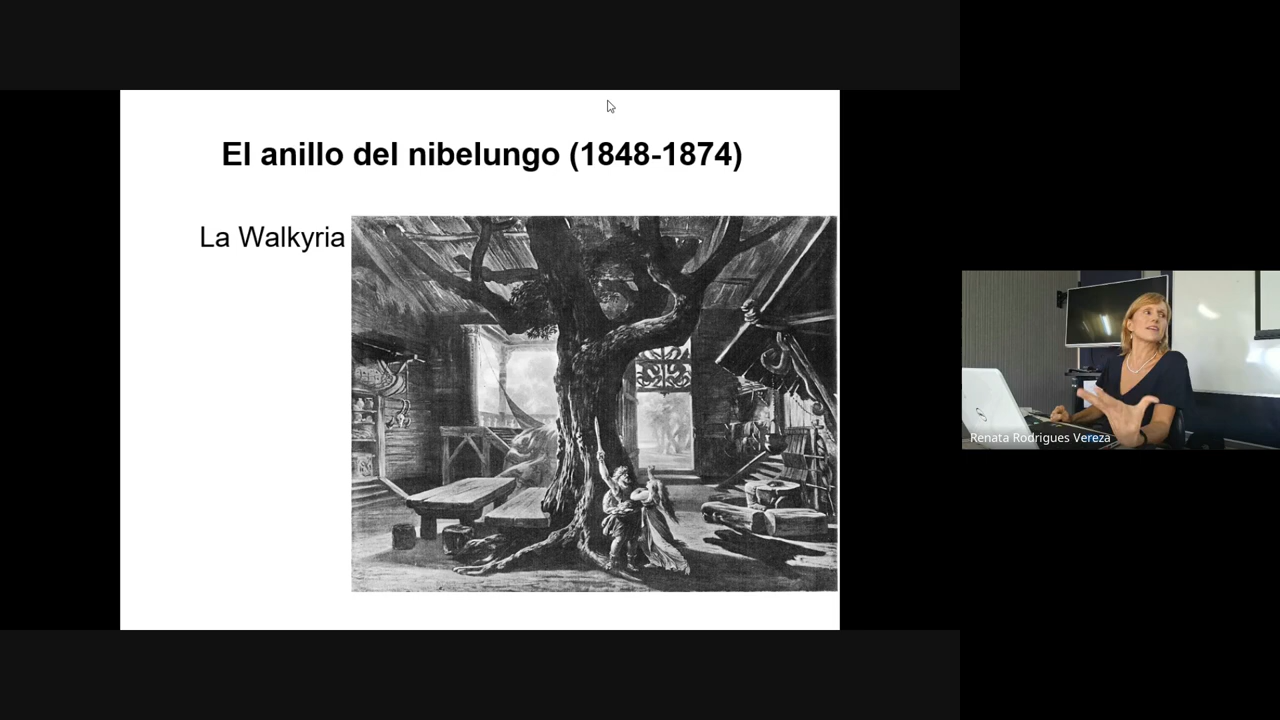 El anillo del nibelungo (1848-1874)
La Walkyria
Renata Rodrigues Vereza